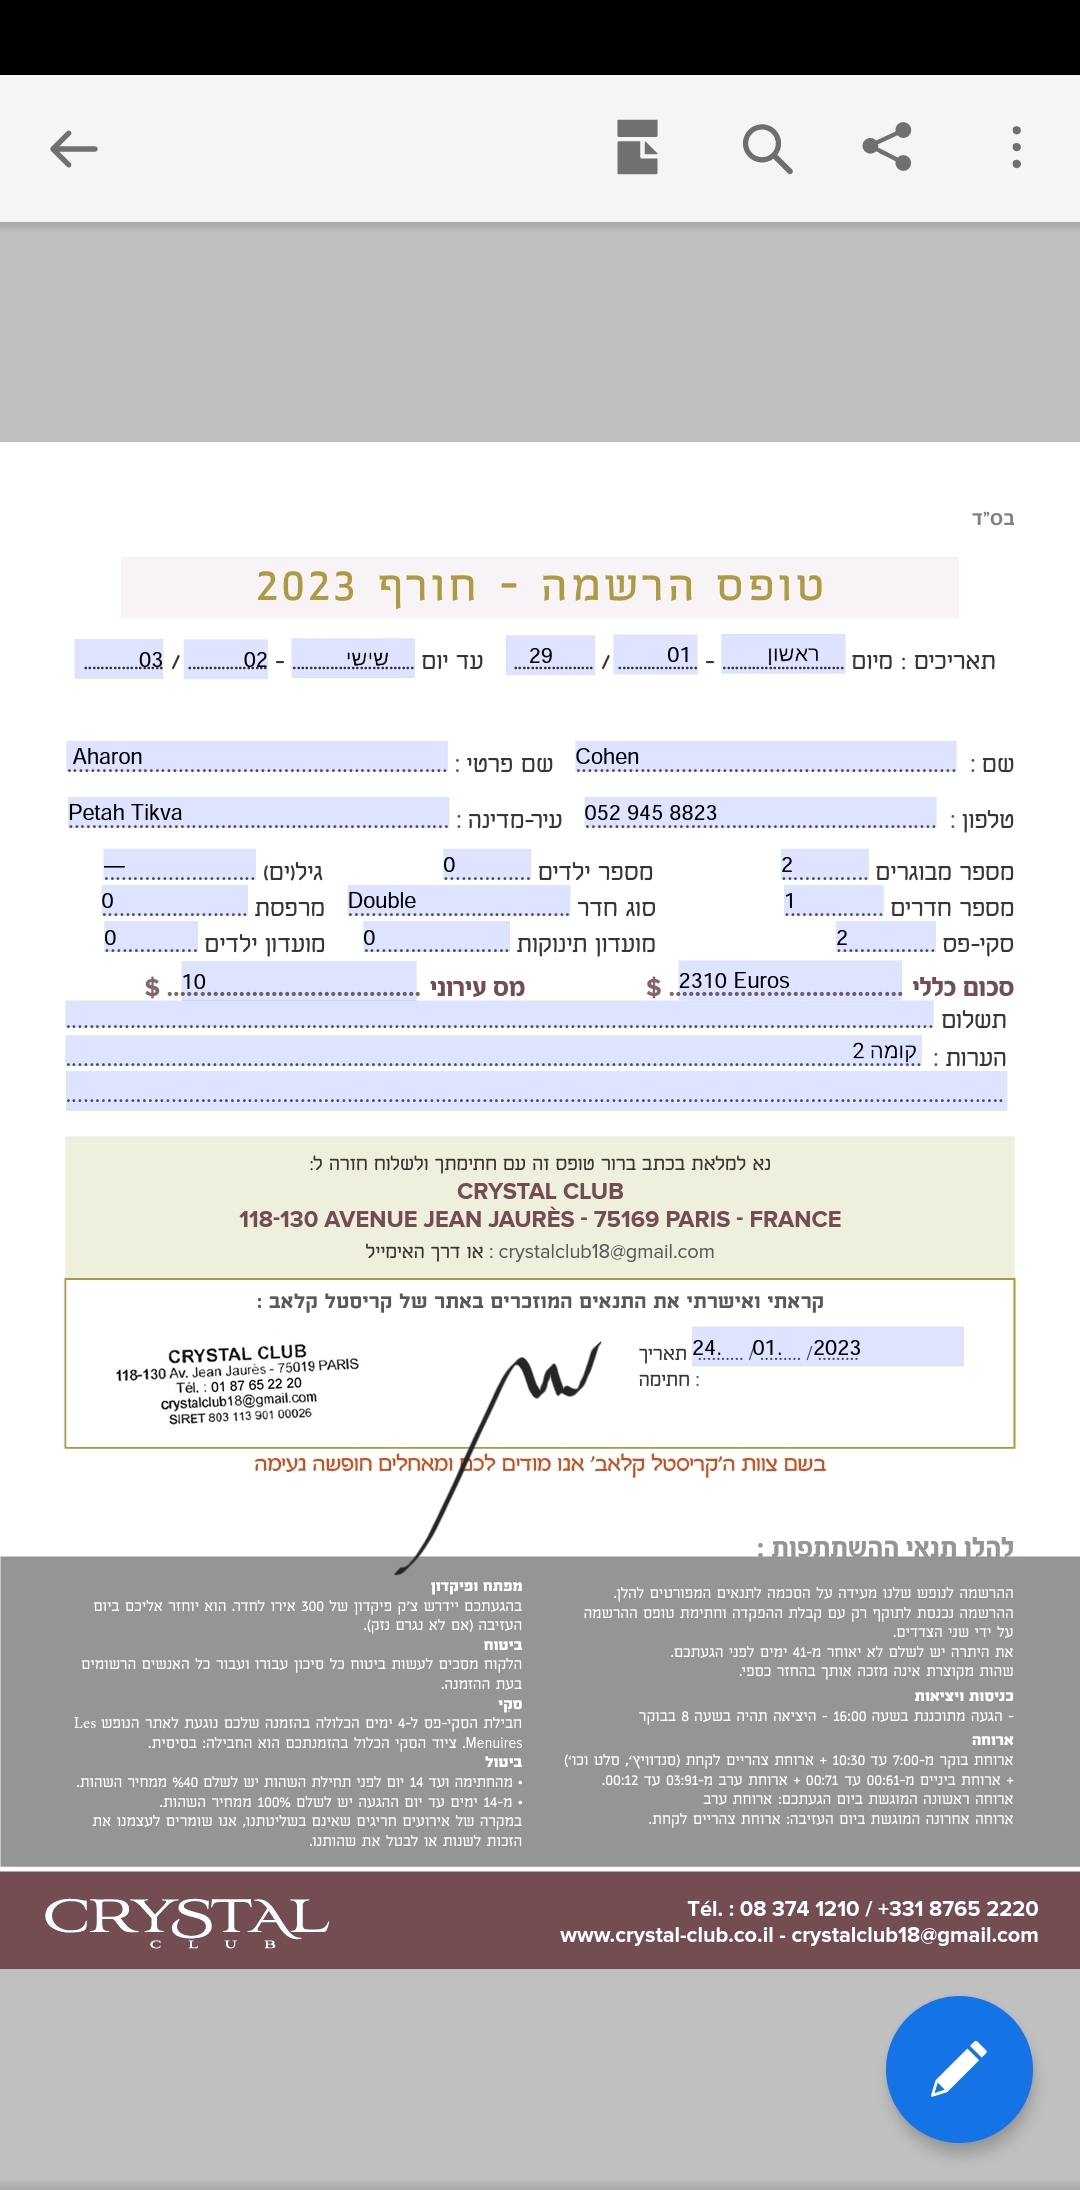 בס"ד
טופס הרשמה - חורף 2023
תאריכים : מיום ראשון - 01 / 29 עד יום שישי - 02 / 03
שם : Cohen שם פרטי : Aharon
טלפון : 052 945 8823 עיר-מדינה : Petah Tikva
מספר מבוגרים 2 מספר ילדים 0 גיל(ים) —
מספר חדרים 1 סוג חדר Double מרפסת 0
סקי-פס 2 מועדון תינוקות 0 מועדון ילדים 0
סכום כללי 2310 Euros $ מס עירוני 10 $
תשלום
הערות : קומה 2
נא למלאת בכתב ברור טופס זה עם חתימתך ולשלוח חזרה ל:
CRYSTAL CLUB
118-130 AVENUE JEAN JAURÈS - 75169 PARIS - FRANCE
או דרך האימייל : crystalclub18@gmail.com
קראתי ואישרתי את התנאים המוזכרים באתר של קריסטל קלאב :
תאריך 24. /01. /2023
חתימה :
CRYSTAL CLUB
118-130 Av. Jean Jaurès - 75019 PARIS
Tél. : 01 87 65 22 20
crystalclub18@gmail.com
SIRET 803 113 901 00026
בשם צוות ה'קריסטל קלאב' אנו מודים לכם ומאחלים חופשה נעימה
להלן תנאי ההשתתפות :
ההרשמה לנופש שלנו מעידה על הסכמה לתנאים המפורטים להלן.
ההרשמה נכנסת לתוקף רק עם קבלת ההפקדה וחתימת טופס ההרשמה
על ידי שני הצדדים.
את היתרה יש לשלם לא יאוחר מ-41 ימים לפני הגעתכם.
שהות מקוצרת אינה מזכה אותך בהחזר כספי.
כניסות ויציאות
- הגעה מתוכננת בשעה 16:00 - היציאה תהיה בשעה 8 בבוקר
ארוחה
ארוחת בוקר מ-7:00 עד 10:30 + ארוחת צהריים לקחת (סנדוויץ', סלט וכו')
+ ארוחת ביניים מ-00:61 עד 00:71 + ארוחת ערב מ-03:91 עד 00:12.
ארוחה ראשונה המוגשת ביום הגעתכם: ארוחת ערב
ארוחה אחרונה המוגשת ביום העזיבה: ארוחת צהריים לקחת.
מפתח ופיקדון
בהגעתכם יידרש צ'ק פיקדון של 300 אירו לחדר. הוא יוחזר אליכם ביום
העזיבה (אם לא נגרם נזק).
ביטוח
הלקוח מסכים לעשות ביטוח כל סיכון עבורו ועבור כל האנשים הרשומים
בעת ההזמנה.
סקי
חבילת הסקי-פס ל-4 ימים הכלולה בהזמנה שלכם נוגעת לאתר הנופש Les
Menuires. ציוד הסקי הכלול בהזמנתכם הוא החבילה: בסיסית.
ביטול
• מהחתימה ועד 14 יום לפני תחילת השהות יש לשלם 40% ממחיר השהות.
• מ-14 ימים עד יום ההגעה יש לשלם 100% ממחיר השהות.
במקרה של אירועים חריגים שאינם בשליטתנו, אנו שומרים לעצמנו את
הזכות לשנות או לבטל את שהותנו.
CRYSTAL
CLUB
Tél. : 08 374 1210 / +331 8765 2220
www.crystal-club.co.il - crystalclub18@gmail.com